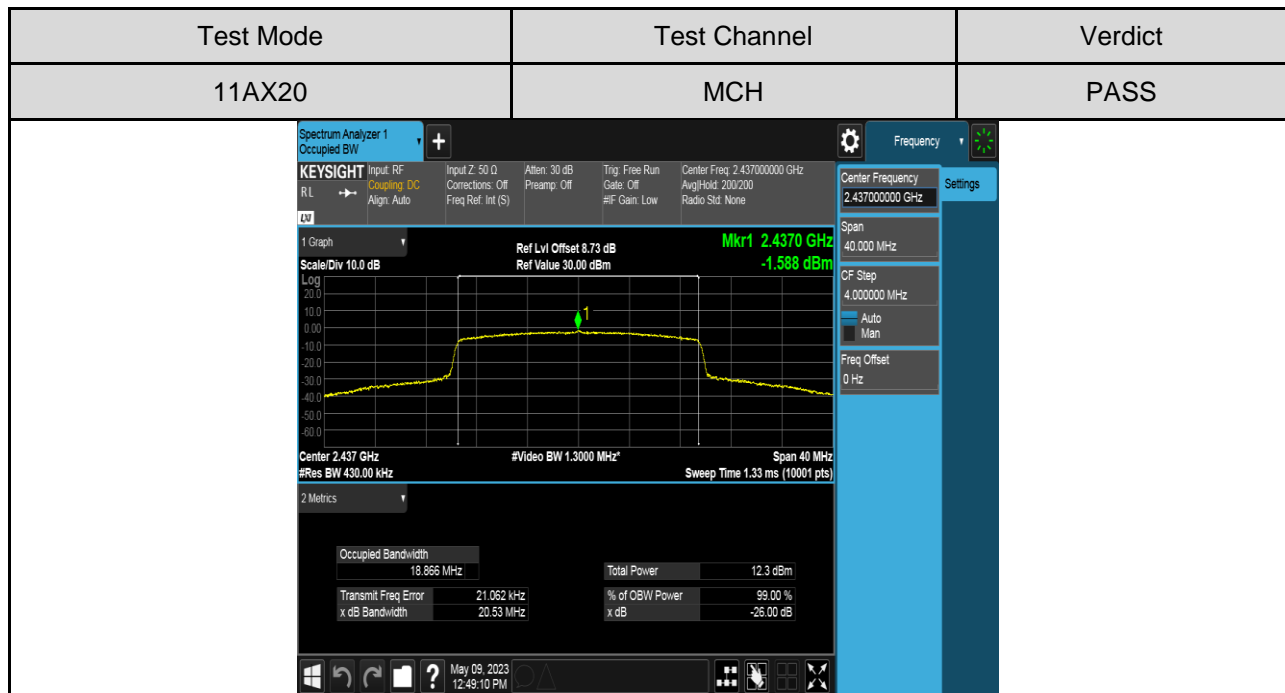 Test Mode Test Channel Verdict
11AX20 MCH PASS
Spectrum Analyzer 1
Occupied BW
+
Frequency
KEYSIGHT Input: RF Input Z: 50 Ω Atten: 30 dB Trig: Free Run Center Freq: 2.437000000 GHz
RL Coupling: DC Corrections: Off Preamp: Off Gate: Off Avg|Hold: 200/200
Align: Auto Freq Ref: Int (S) #IF Gain: Low Radio Std: None
LXI
Center Frequency
2.437000000 GHz
Settings
Span
40.000 MHz
CF Step
4.000000 MHz
Auto
Man
Freq Offset
0 Hz
1 Graph Ref Lvl Offset 8.73 dB Mkr1 2.4370 GHz
Scale/Div 10.0 dB Ref Value 30.00 dBm -1.588 dBm
Log
20.0
10.0
1
0.00
-10.0
-20.0
-30.0
-40.0
-50.0
-60.0
Center 2.437 GHz #Video BW 1.3000 MHz* Span 40 MHz
#Res BW 430.00 kHz Sweep Time 1.33 ms (10001 pts)
2 Metrics
Occupied Bandwidth
18.866 MHz Total Power 12.3 dBm
Transmit Freq Error 21.062 kHz % of OBW Power 99.00 %
x dB Bandwidth 20.53 MHz x dB -26.00 dB
? May 09, 2023
12:49:10 PM